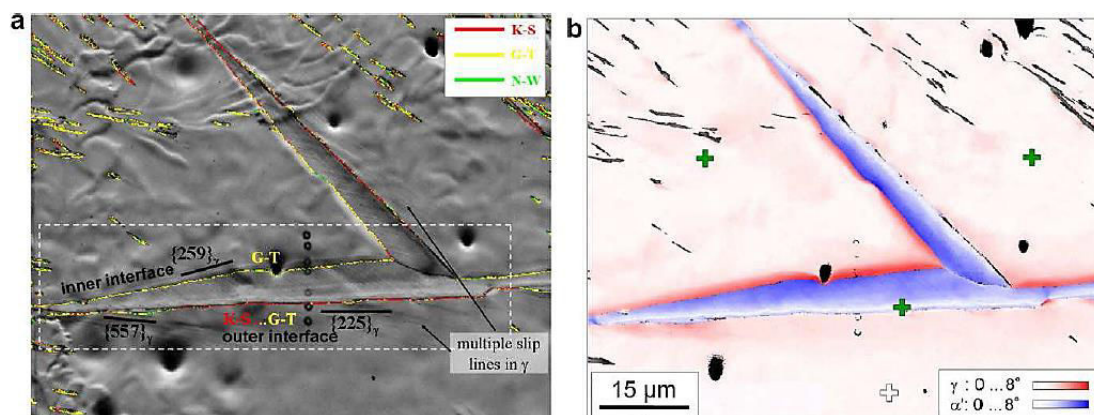 a
K-S
G-T
N-W
{259}γ
G-T
inner interface
K-S ..G-T
{225}γ
{557}γ
outer interface
multiple slip
lines in γ
b
15 µm
γ : 0 ... 8°
α': 0 ... 8°